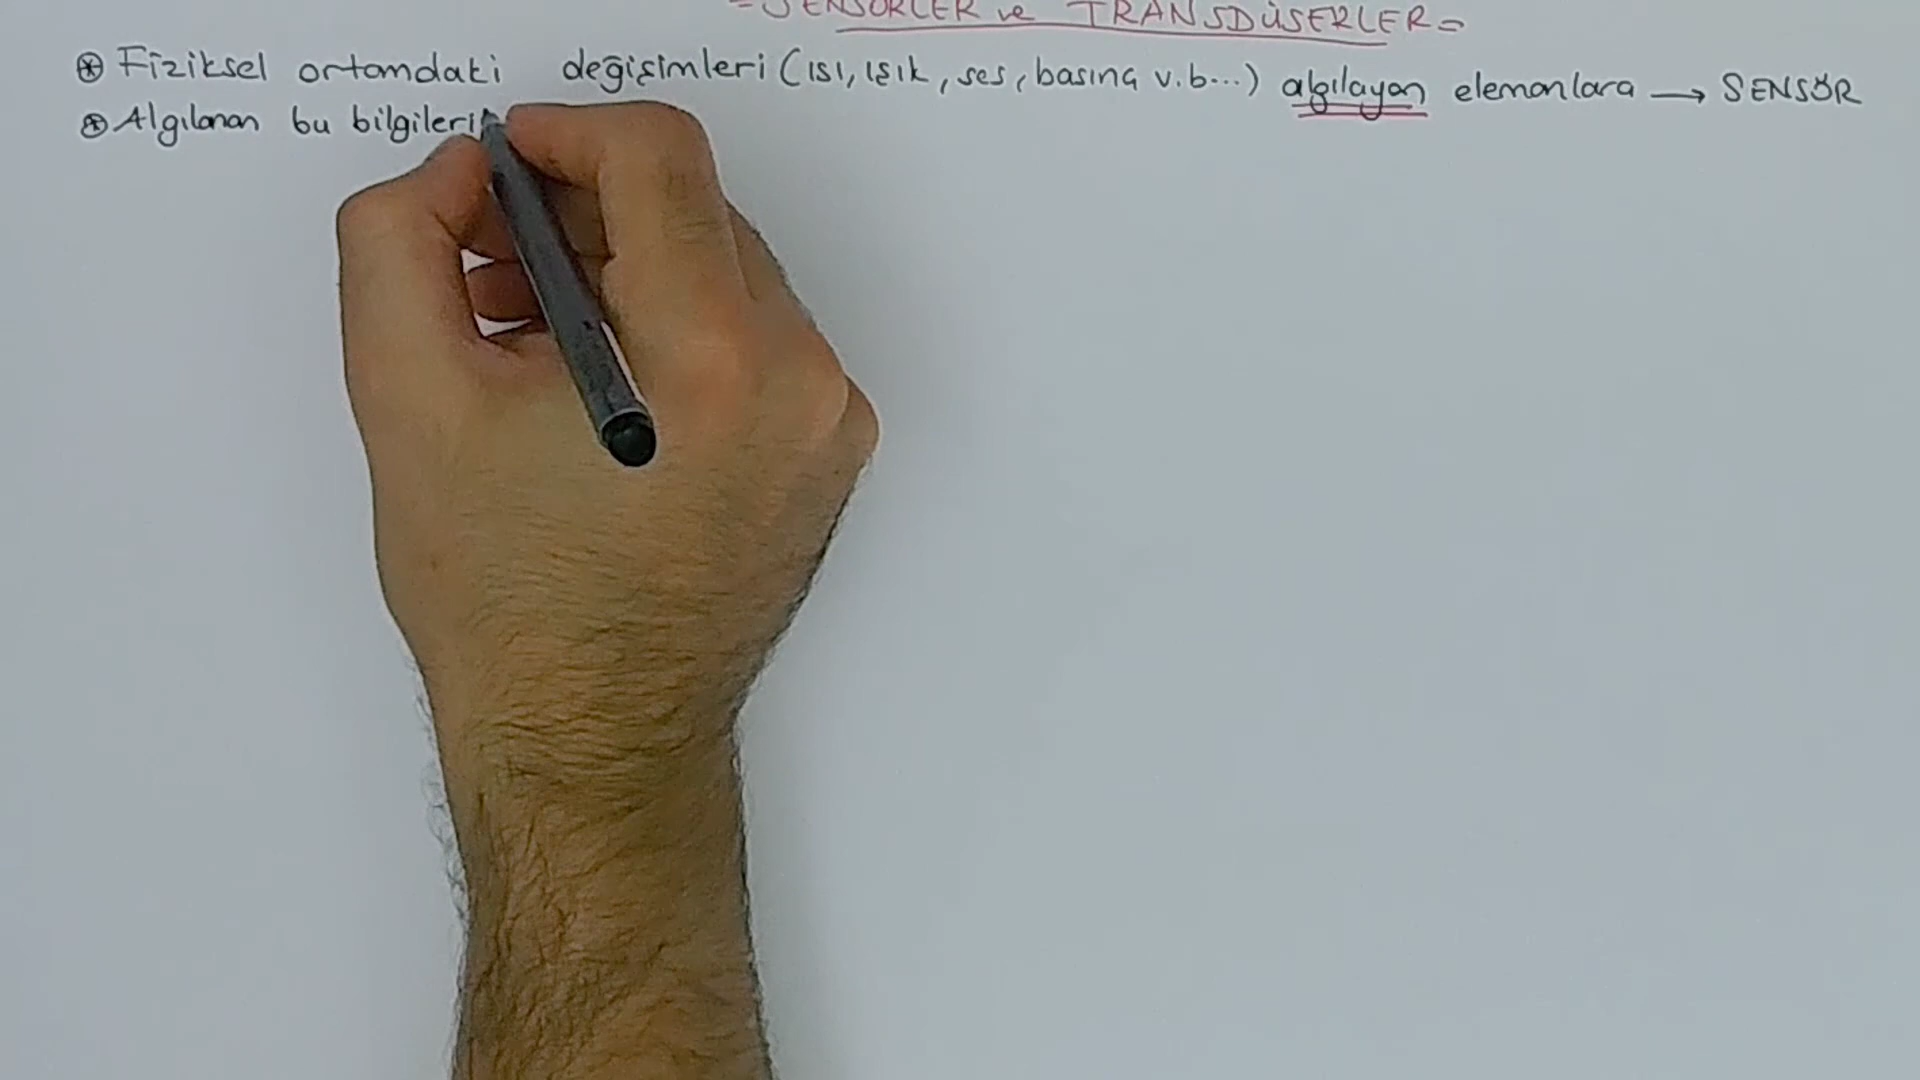 = SENSÖRLER ve TRANSDÜSERLER =
⊛ Fiziksel ortamdaki değişimleri (ısı, ışık, ses, basınç v.b...) algılayan elemanlara → SENSÖR
⊛ Algılanan bu bilgileri